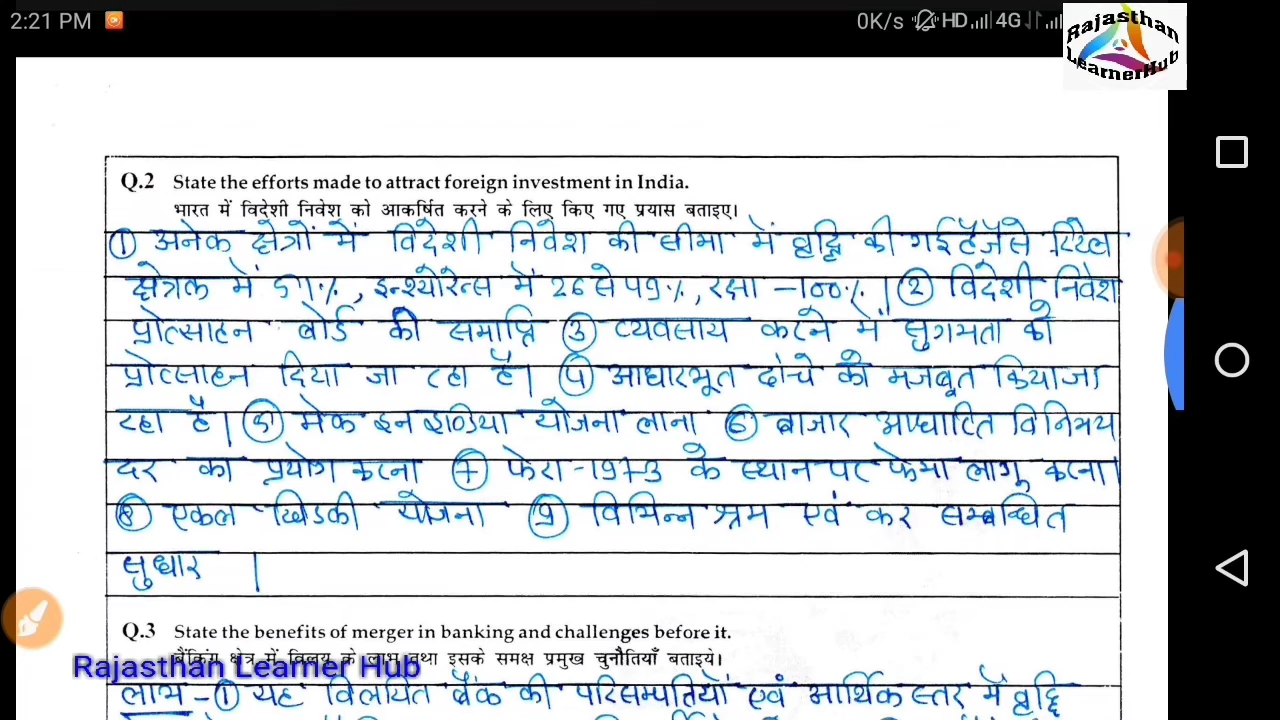 2:21 PM
0K/s HD 4G
Rajasthan
LearnerHub
Q.2 State the efforts made to attract foreign investment in India.
भारत में विदेशी निवेश को आकर्षित करने के लिए किए गए प्रयास बताइए।
① अनेक क्षेत्रों में विदेशी निवेश की सीमा में वृद्धि की गई है जैसे रिटेल
क्षेत्रक में 51%, इन्श्योरेन्स में 26 से 49%, रक्षा -100%। ② विदेशी निवेश
प्रोत्साहन बोर्ड की समाप्ति ③ व्यवसाय करने में सुगमता को
प्रोत्साहन दिया जा रहा है। ④ आधारभूत ढांचे को मजबूत किया जा
रहा है। ⑤ मेक इन इण्डिया योजना लाना ⑥ बाजार आधारित विनिमय
दर का प्रयोग करना ⑦ फेरा-1973 के स्थान पर फेमा लागु करना।
⑧ एकल खिडकी योजना ⑨ विभिन्न श्रम एवं कर सम्बन्धित
सुधार ।
Q.3 State the benefits of merger in banking and challenges before it.
बैंकिंग क्षेत्र में विलय के लाभ तथा इसके समक्ष प्रमुख चुनौतियाँ बताइये।
Rajasthan Learner Hub
लाभ - ① यह विलयित बैंक की परिसम्पतियों एवं आर्थिक स्तर में वृद्धि